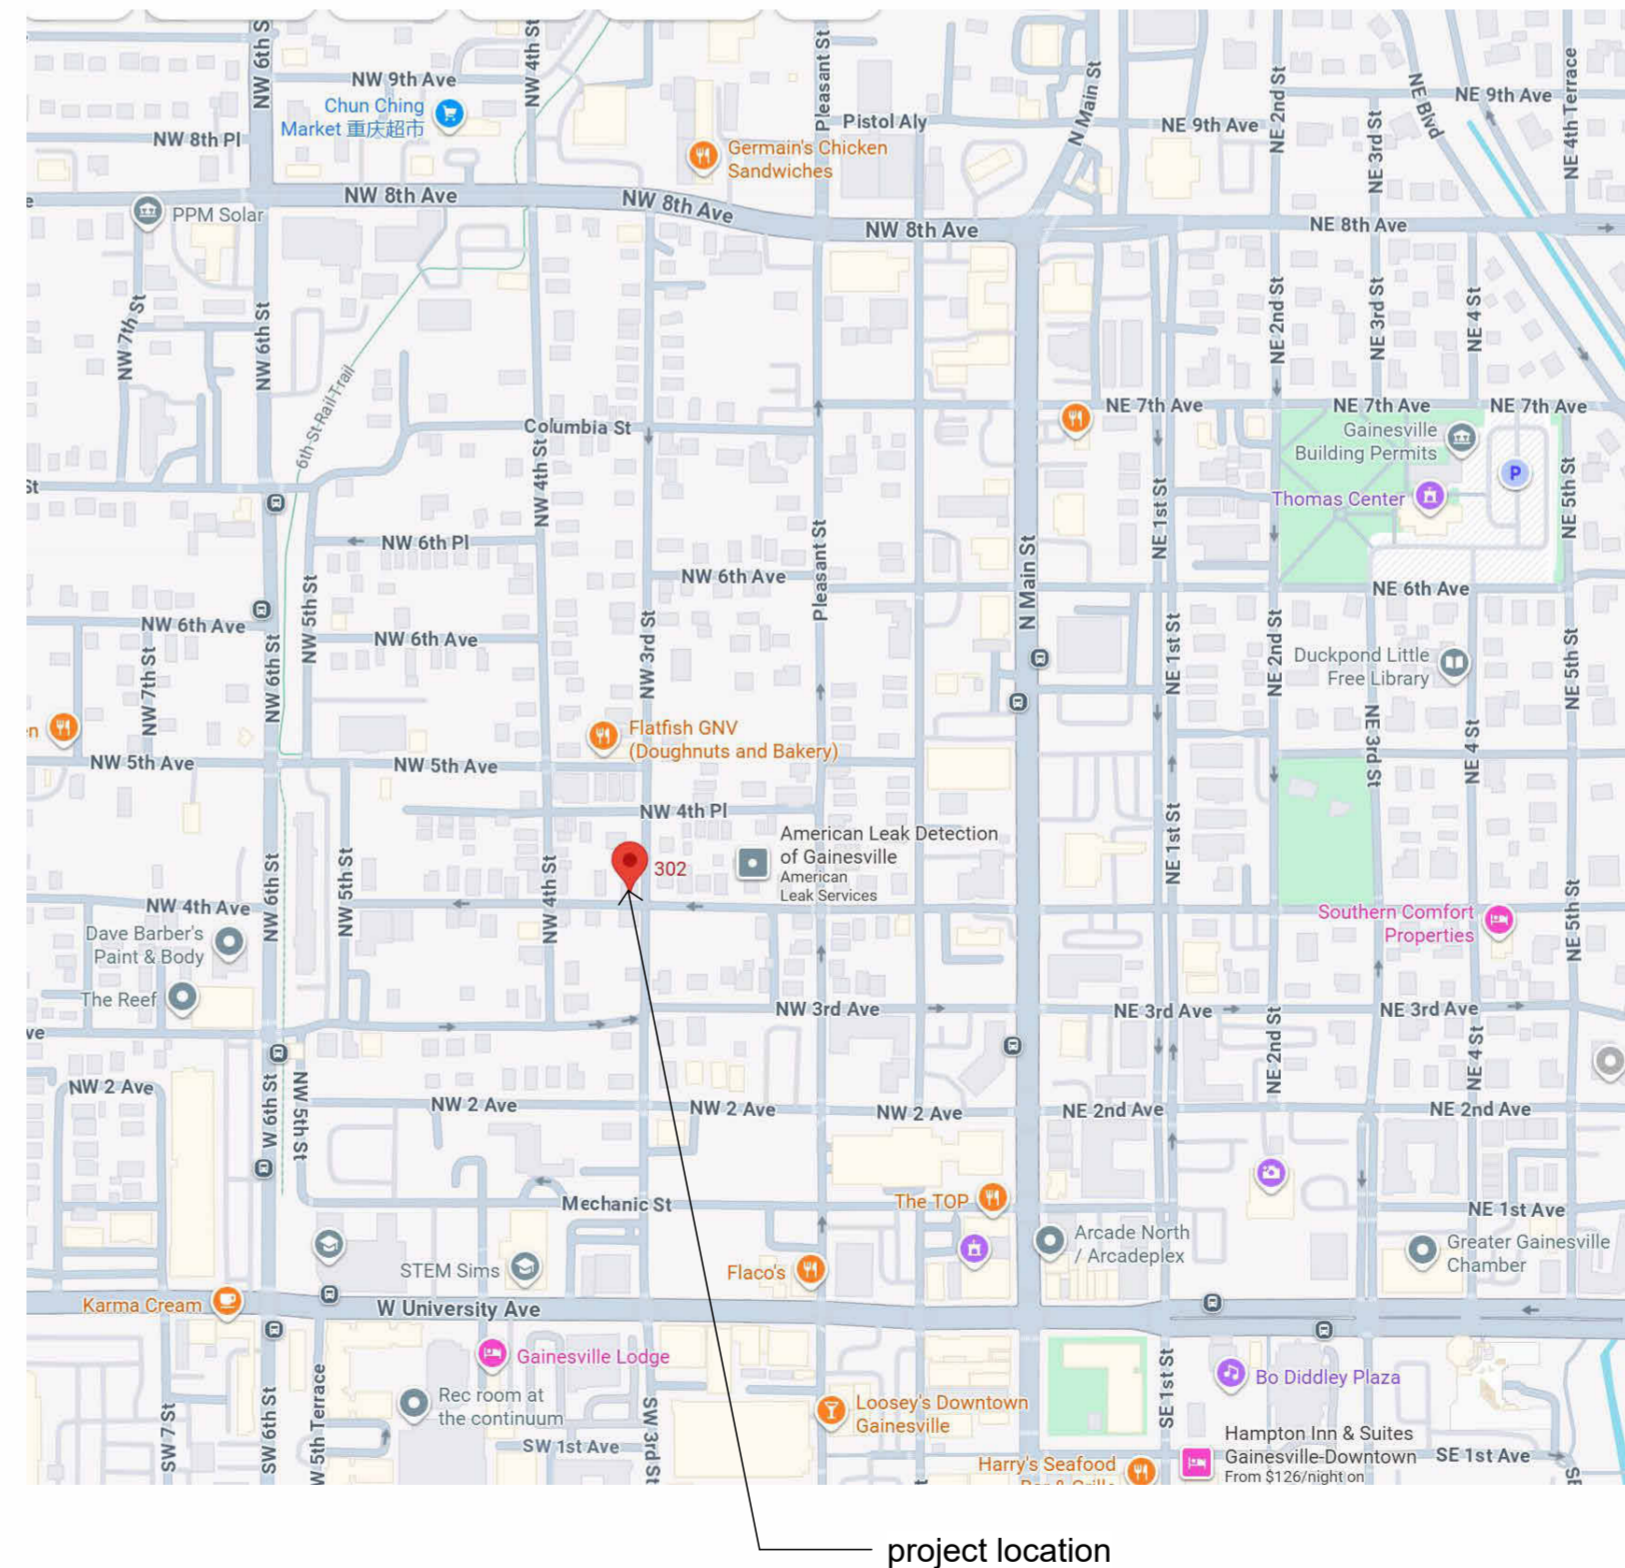 NW 6th S
NW 4th St
Pleasant St
N Main St
NE 2nd St
NE Blvd
NE 4th Terrace
NW 9th Ave
Chun Ching
Market 重庆超市
NW 8th Pl
Germain's Chicken
Sandwiches
Pistol Aly
NE 9th Ave
NE 9th Ave
NE 3rd St
e
PPM Solar
NW 8th Ave
NW 8th Ave
NW 8th Ave
NE 8th Ave
NW 7th St
NW 6th St
6th-St-Rail-Trail
NE 2nd St
NE 3rd St
NE 4 St
Columbia St
NW 4th St
NE 7th Ave
NE 7th Ave
NE 7th Ave
Gainesville
Building Permits
P
Thomas Center
St
NE 1st St
NE 5th St
NW 6th Pl
NW 6th Ave
Pleasant St
N Main St
NE 6th Ave
NW 6th Ave
NW 7th St
NW 6th St
NW 5th St
NW 6th Ave
NW 3rd St
NE 1st St
NE 2nd St
Duckpond Little
Free Library
NE 5th St
n
Flatfish GNV
(Doughnuts and Bakery)
NE 3rd St
NE 4 St
NW 5th Ave
NW 5th Ave
NW 4th Pl
American Leak Detection
of Gainesville
American
Leak Services
302
NE 1st St
NW 4th Ave
NW 6th St
NW 5th St
NW 4th St
Southern Comfort
Properties
NE 5th St
Dave Barber's
Paint & Body
The Reef
NW 3rd Ave
NE 3rd Ave
NE 3rd Ave
ve
NE 2nd St
NE 4 St
NW 2 Ave
W 6th St
NW 5th St
NW 2 Ave
NW 2 Ave
NW 2 Ave
NE 2nd Ave
NE 2nd Ave
Mechanic St
The TOP
NE 1st Ave
Arcade North
/ Arcadeplex
Greater Gainesville
Chamber
STEM Sims
Flaco's
Karma Cream
W University Ave
Gainesville Lodge
Bo Diddley Plaza
SW 7 St
SW 6th St
W 5th Terrace
Rec room at
the continuum
SW 1st Ave
SW 3rd St
Loosey's Downtown
Gainesville
SE 1st St
Hampton Inn & Suites
Gainesville-Downtown
From $126/night on
SE 1st Ave
Harry's Seafood
project location